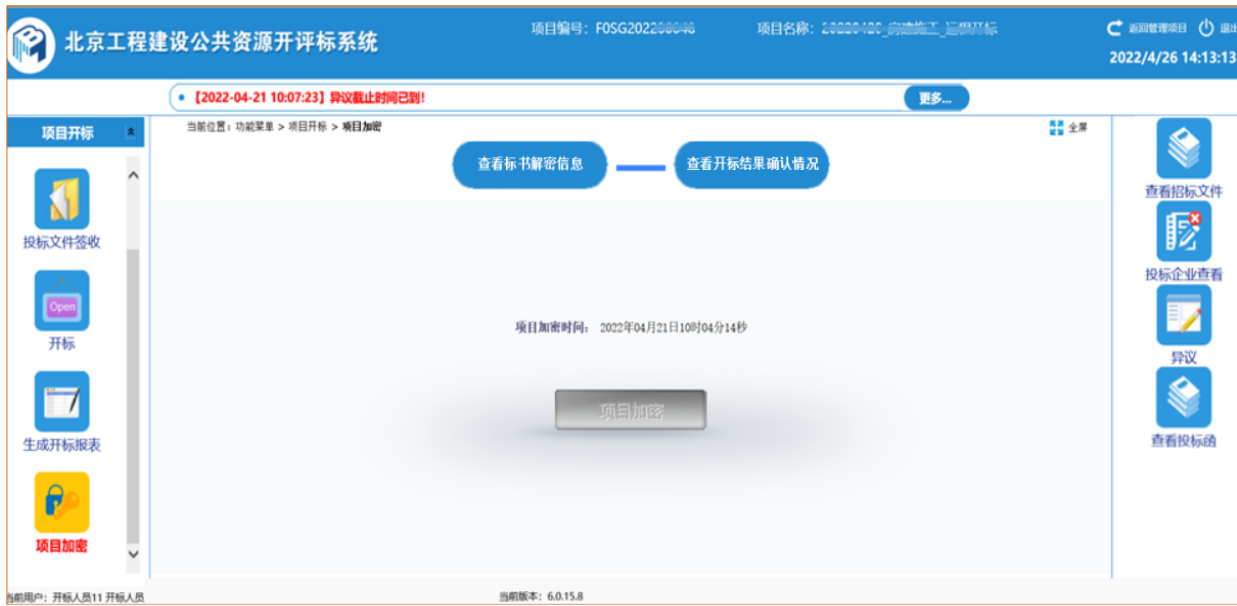 北京工程建设公共资源开评标系统
项目编号：F0SG202
项目名称：
返回管理项目 退出
2022/4/26 14:13:13
【2022-04-21 10:07:23】异议截止时间已到！
更多...
项目开标
当前位置：功能菜单 > 项目开标 > 项目加密
全屏
查看标书解密信息
查看开标结果确认情况
投标文件签收
Open
开标
生成开标报表
项目加密
项目加密时间： 2022年04月21日10时04分14秒
项目加密
查看招标文件
投标企业查看
异议
查看投标函
当前用户：开标人员11 开标人员
当前版本：6.0.15.8